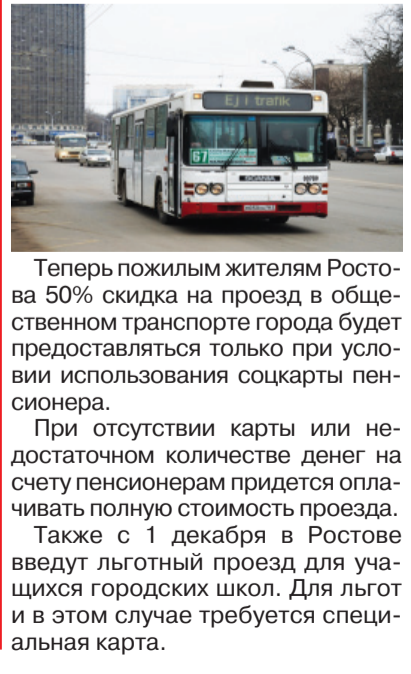 Ej i trafik
67
SCANIA
Теперь пожилым жителям Росто-
ва 50% скидка на проезд в обще-
ственном транспорте города будет
предоставляться только при усло-
вии использования соцкарты пен-
сионера.
При отсутствии карты или не-
достаточном количестве денег на
счету пенсионерам придется опла-
чивать полную стоимость проезда.
Также с 1 декабря в Ростове
введут льготный проезд для уча-
щихся городских школ. Для льгот
и в этом случае требуется специ-
альная карта.